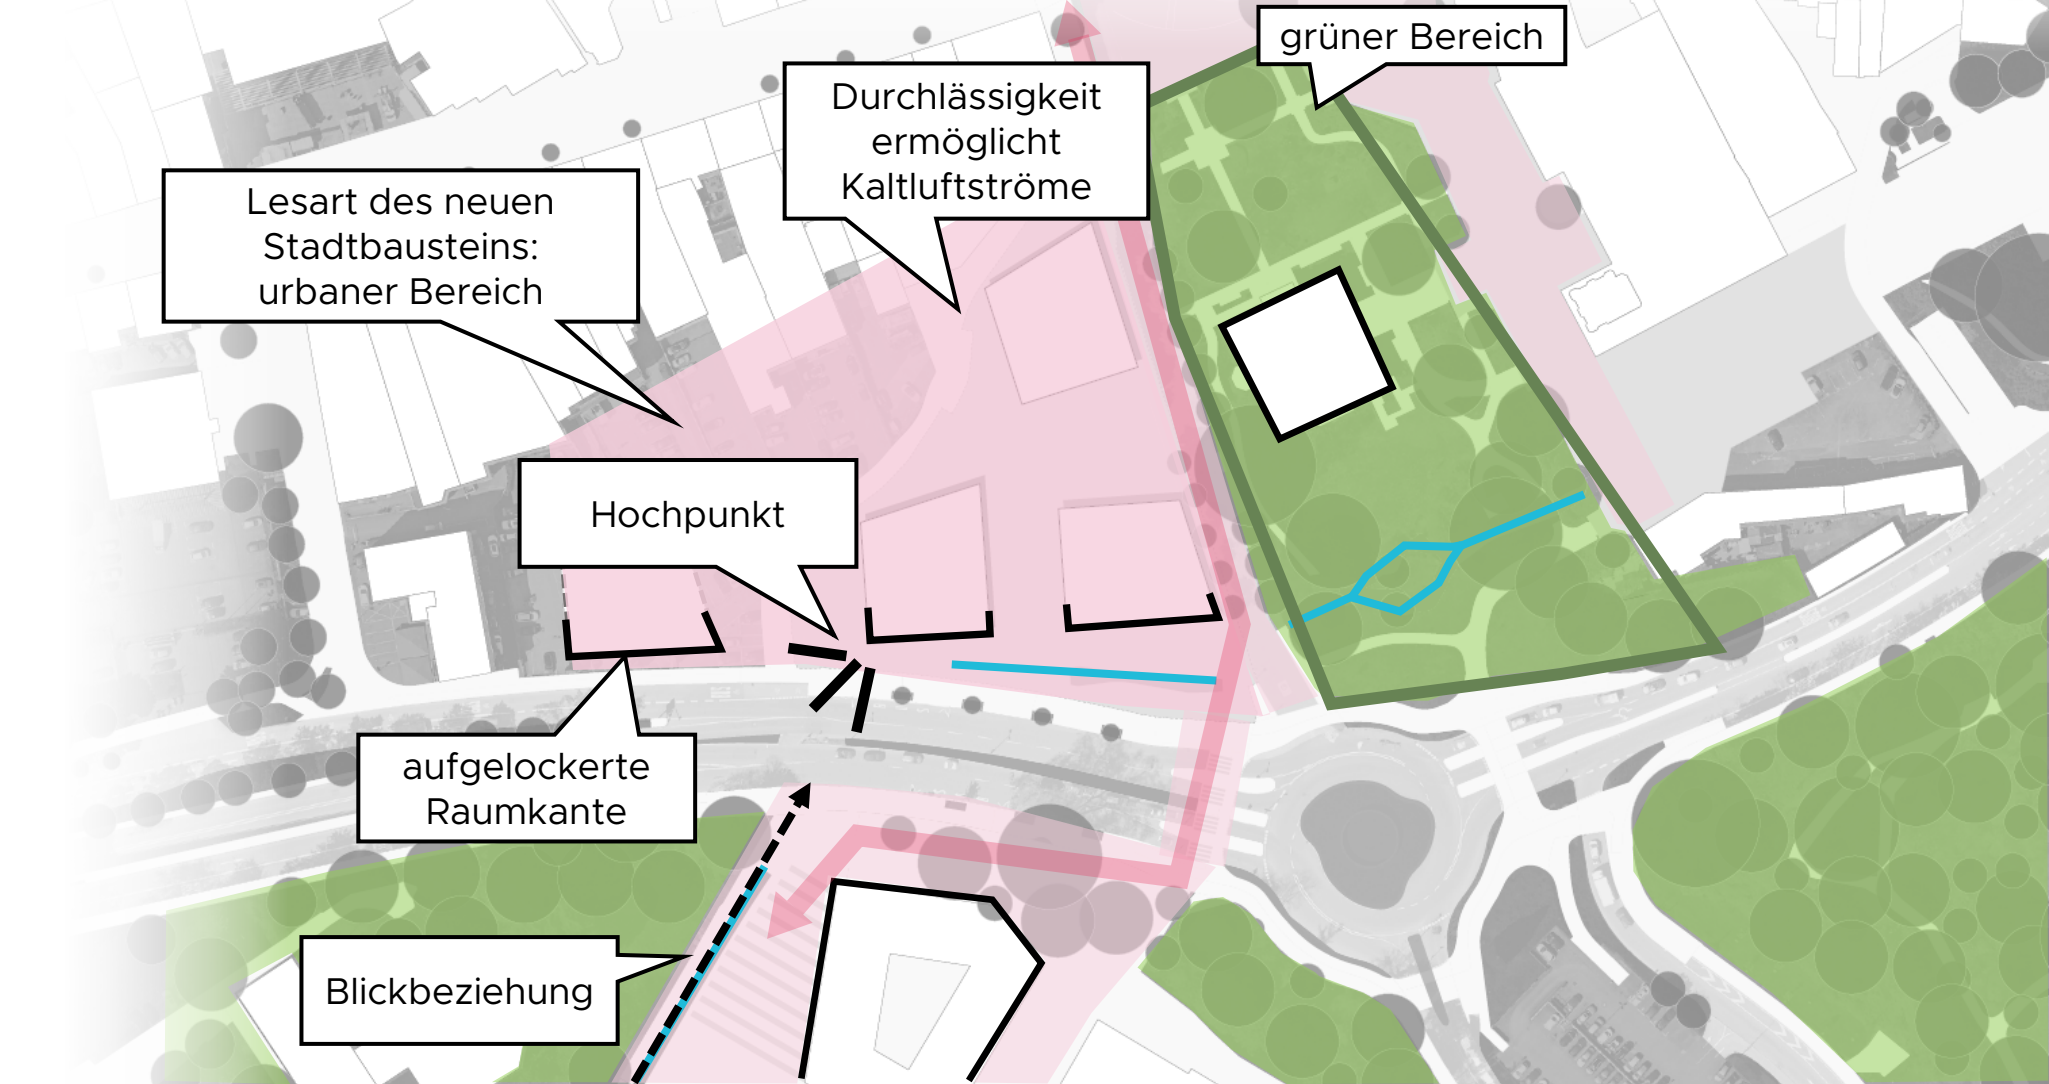 grüner Bereich
Durchlässigkeit
ermöglicht
Kaltluftströme
Lesart des neuen
Stadtbausteins:
urbaner Bereich
Hochpunkt
aufgelockerte
Raumkante
Blickbeziehung